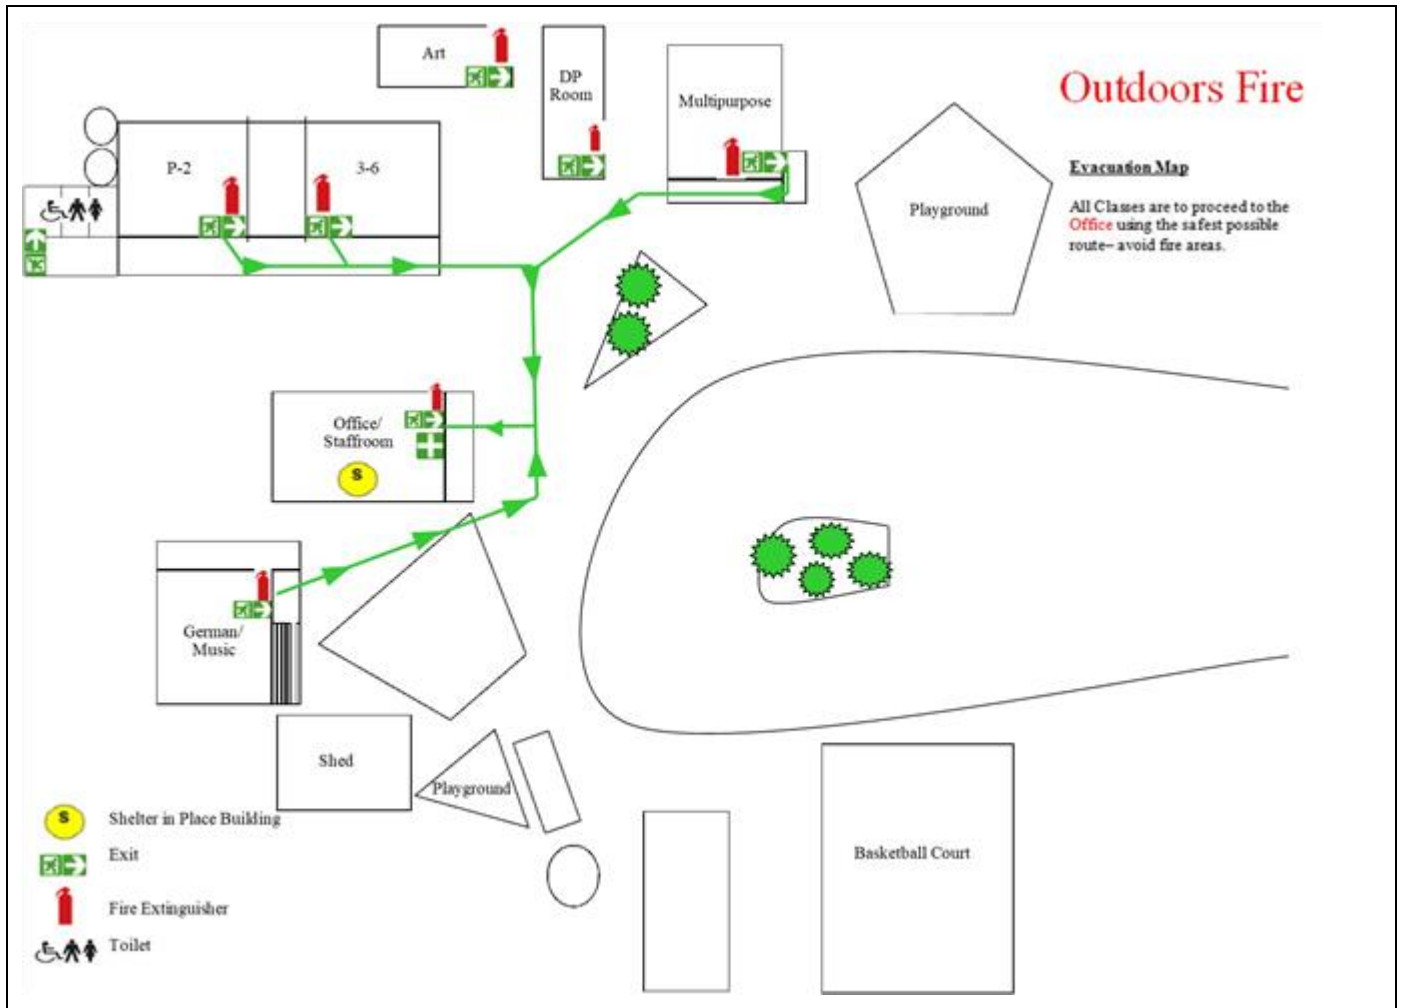 Outdoors Fire
Art
DP
Room
Multipurpose
P-2
3-6
Playground
Evacuation Map
All Classes are to proceed to the
Office using the safest possible
route– avoid fire areas.
Office/
Staffroom
S
German/
Music
Shed
Playground
Basketball Court
S
Shelter in Place Building
Exit
Fire Extinguisher
Toilet